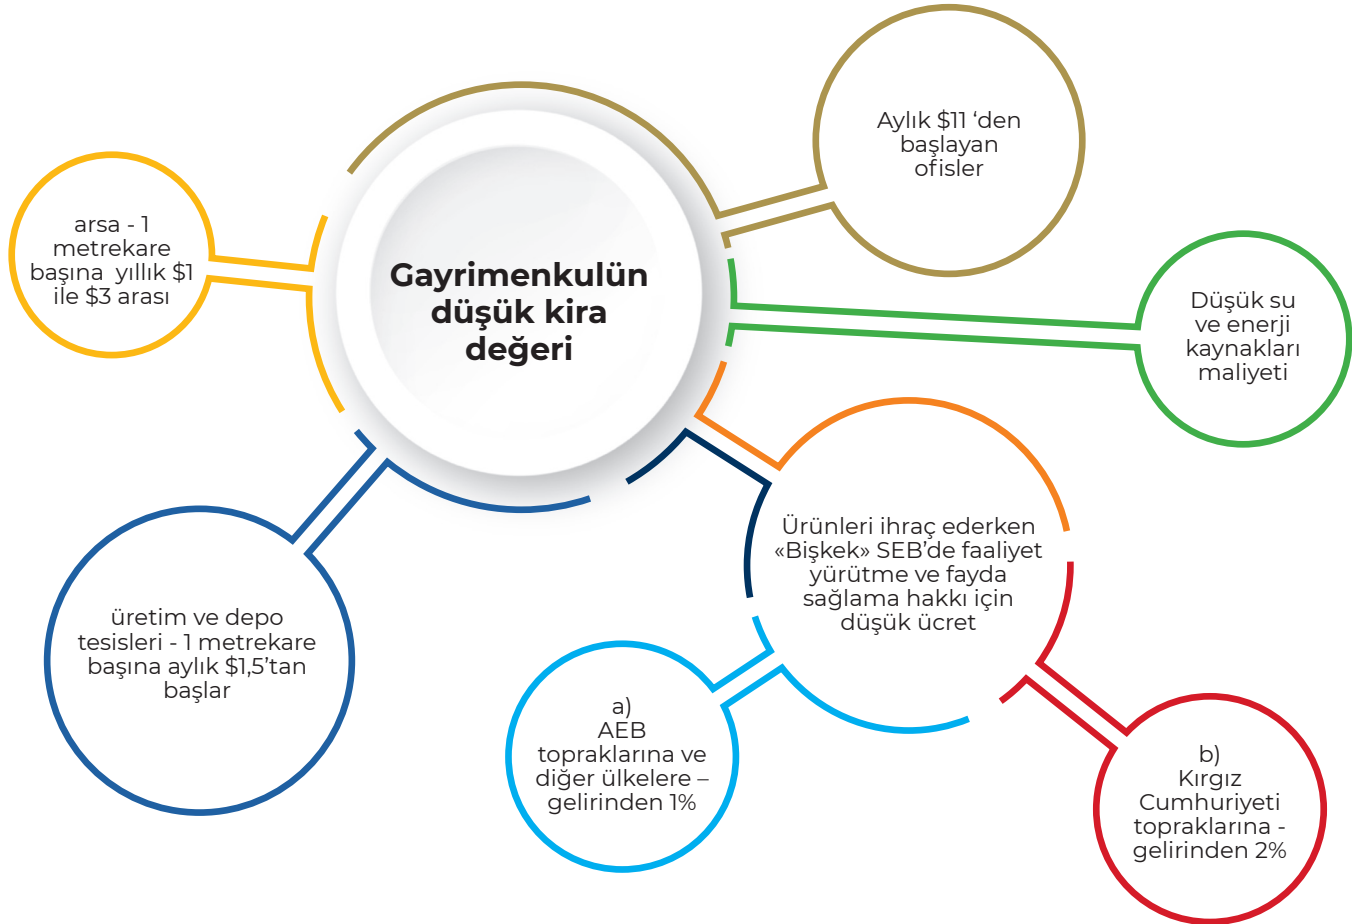 Gayrimenkulün
düşük kira
değeri
Aylık $11 ‘den
başlayan
ofisler
arsa - 1
metrekare
başına yıllık $1
ile $3 arası
Düşük su
ve enerji
kaynakları
maliyeti
üretim ve depo
tesisleri - 1 metrekare
başına aylık $1,5’tan
başlar
Ürünleri ihraç ederken
«Bişkek» SEB’de faaliyet
yürütme ve fayda
sağlama hakkı için
düşük ücret
a)
AEB
topraklarına ve
diğer ülkelere –
gelirinden 1%
b)
Kırgız
Cumhuriyeti
topraklarına -
gelirinden 2%